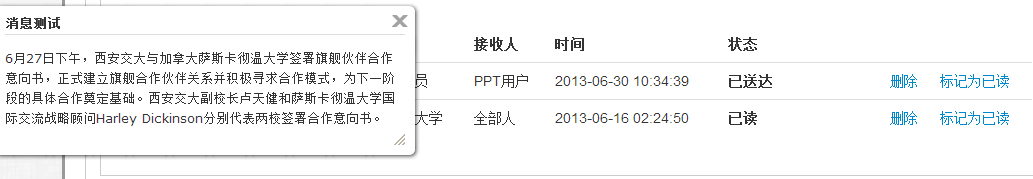 消息测试
6月27日下午，西安交大与加拿大萨斯卡彻温大学签署旗舰伙伴合作
意向书，正式建立旗舰合作伙伴关系并积极寻求合作模式，为下一阶
段的具体合作奠定基础。西安交大副校长卢天健和萨斯卡彻温大学国
际交流战略顾问Harley Dickinson分别代表两校签署合作意向书。
接收人 时间 状态
员 PPT用户 2013-06-30 10:34:39 已送达 删除 标记为已读
大学 全部人 2013-06-16 02:24:50 已读 删除 标记为已读